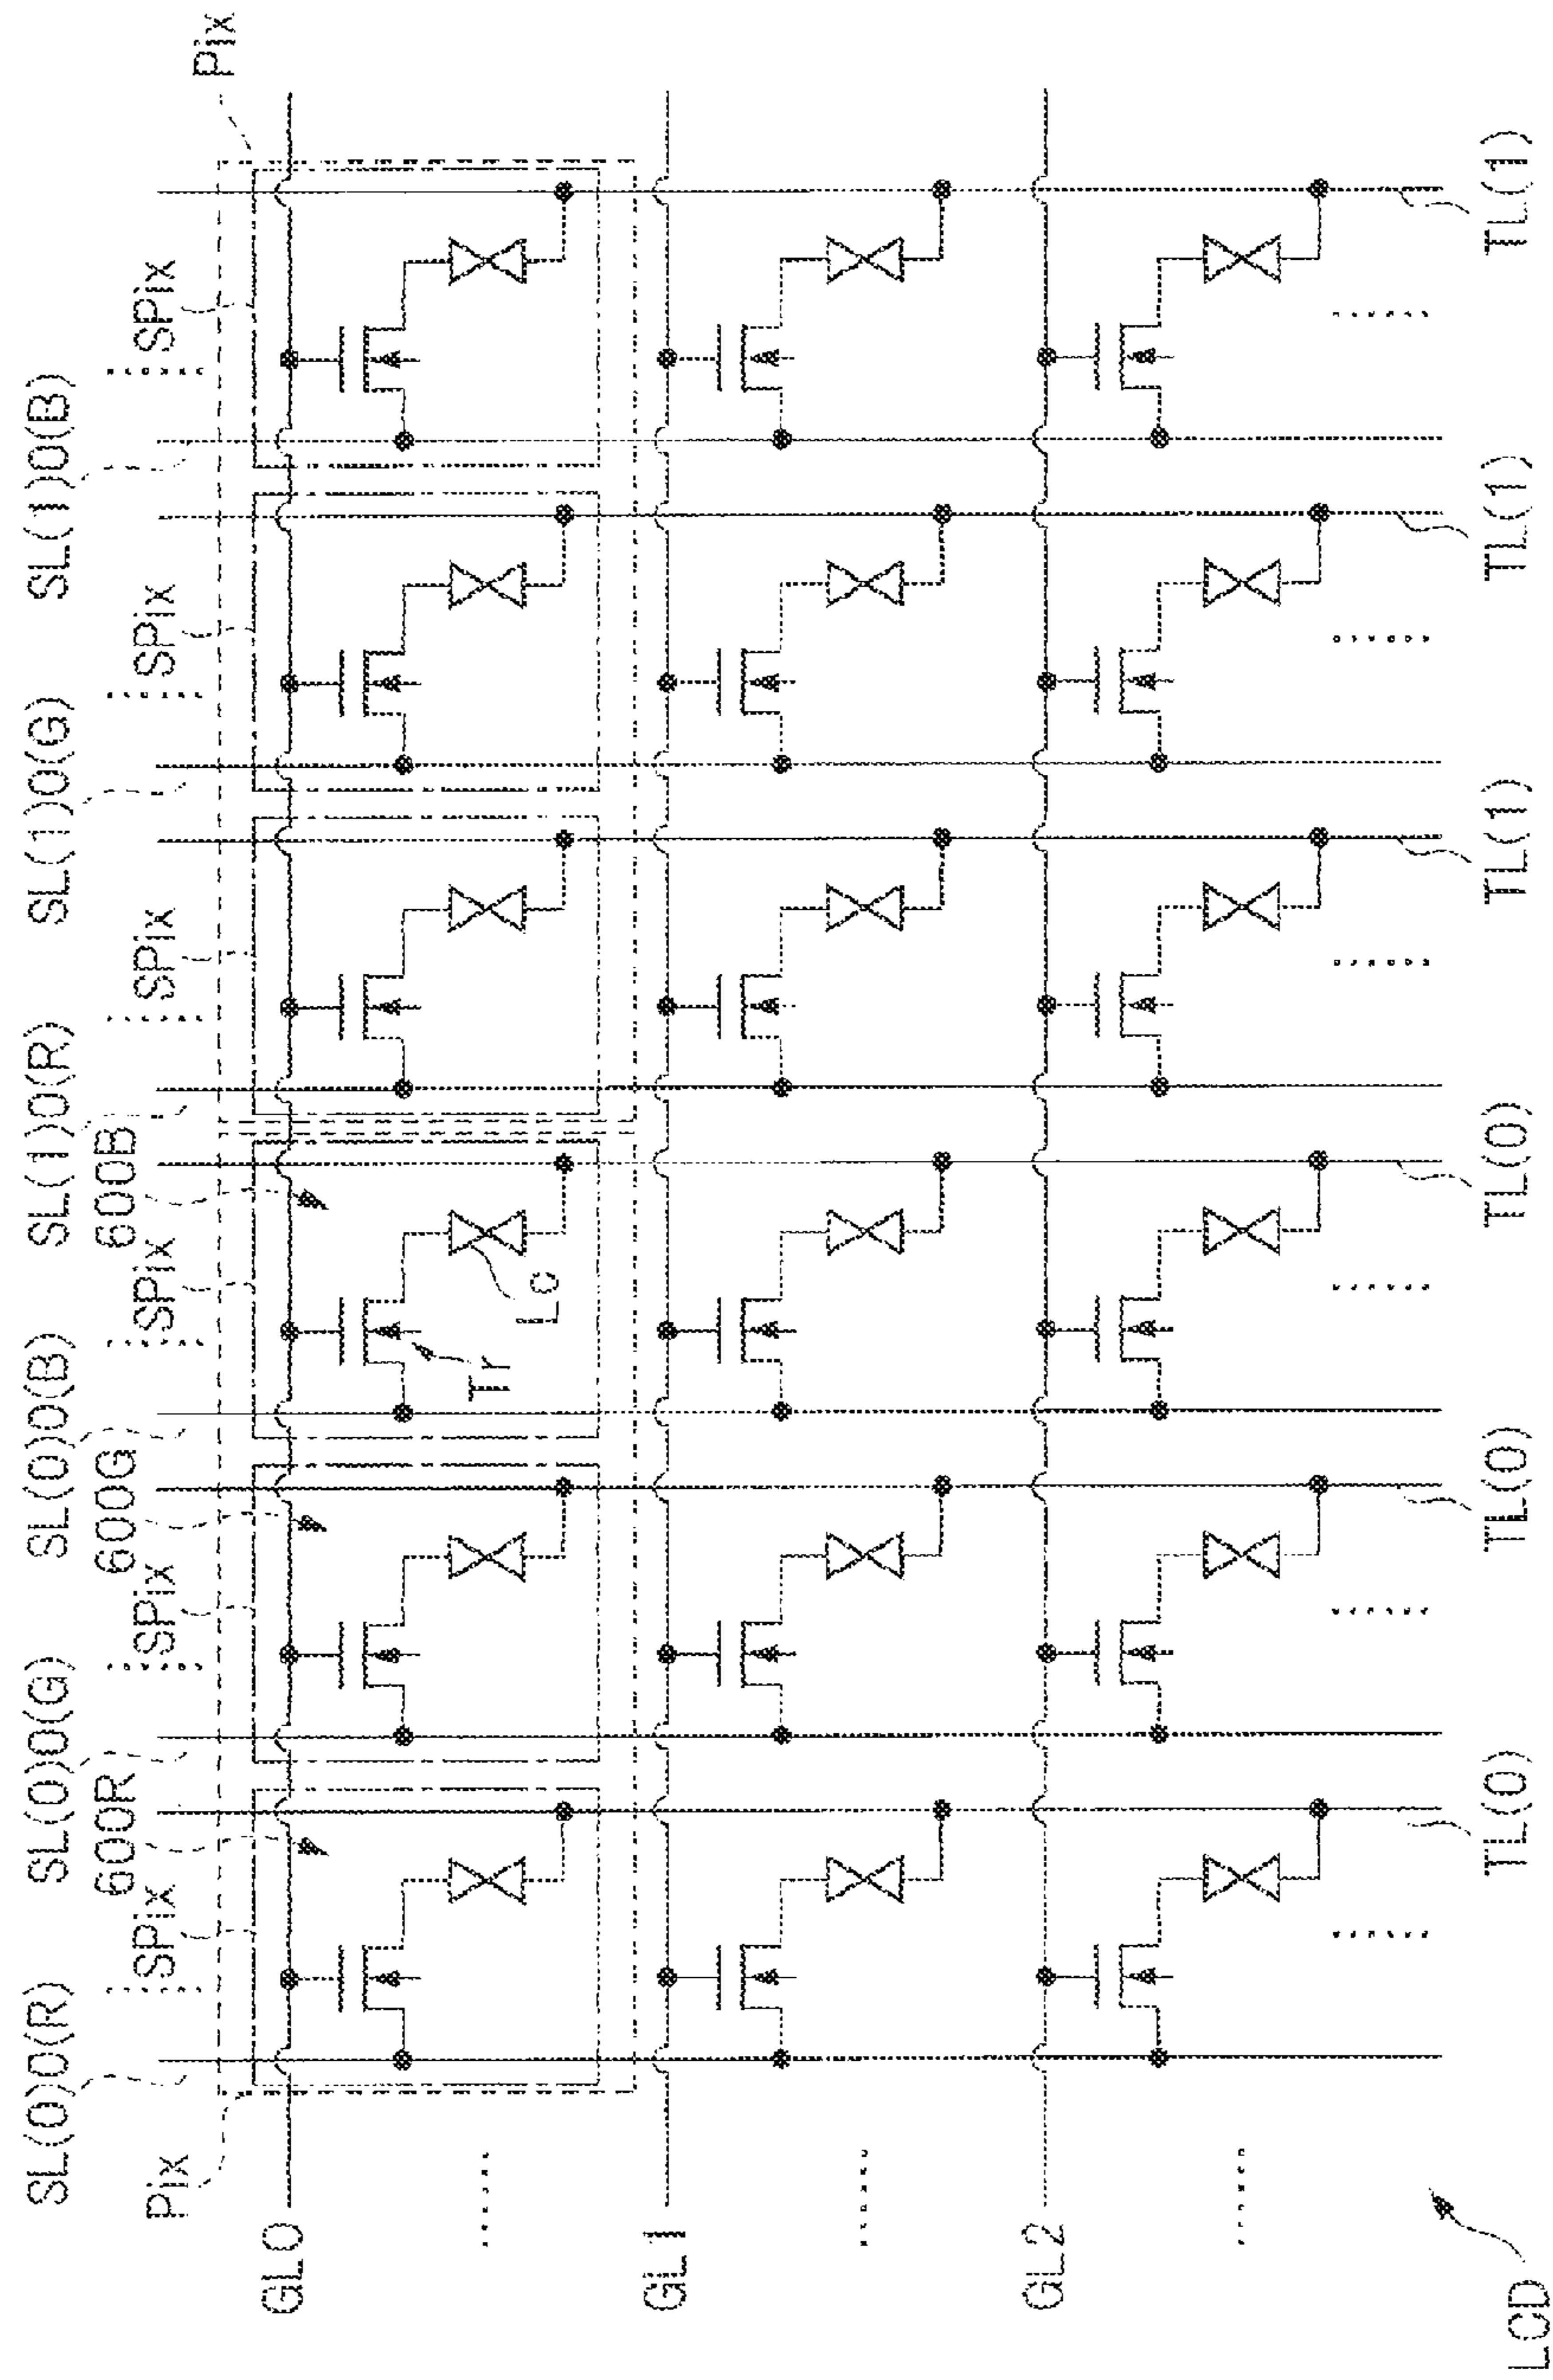 SL(0)0(R) SL(0)0(G) SL(0)0(B) SL(1)0(R) SL(1)0(G) SL(1)0(B)
600R 600G 600B
Pix SPix SPix SPix SPix SPix SPix Pix
GL0
Tr
Lc
GL1
GL2
TL(0) TL(0) TL(0) TL(1) TL(1) TL(1)
LCD